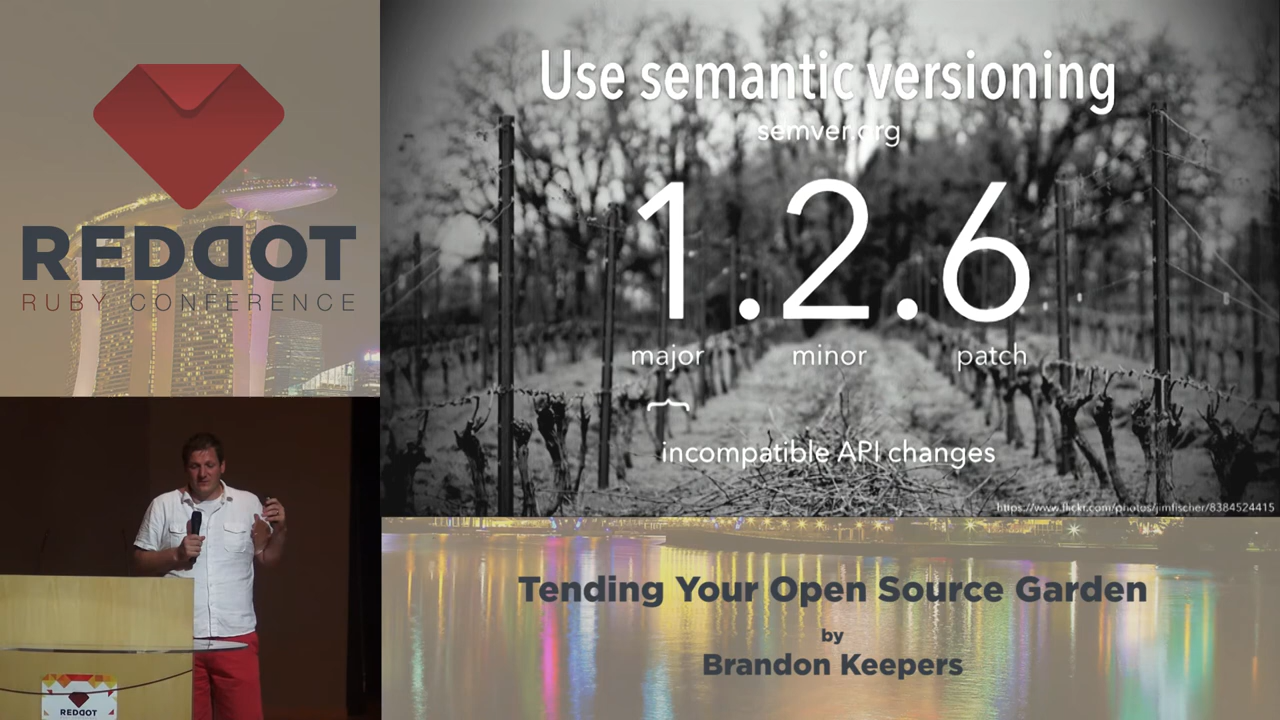 REDDOT
RUBY CONFERENCE
Use semantic versioning
semver.org
1.2.6
major minor patch
incompatible API changes
https://www.flickr.com/photos/jimfischer/8384524415
Tending Your Open Source Garden
by
Brandon Keepers
REDDOT